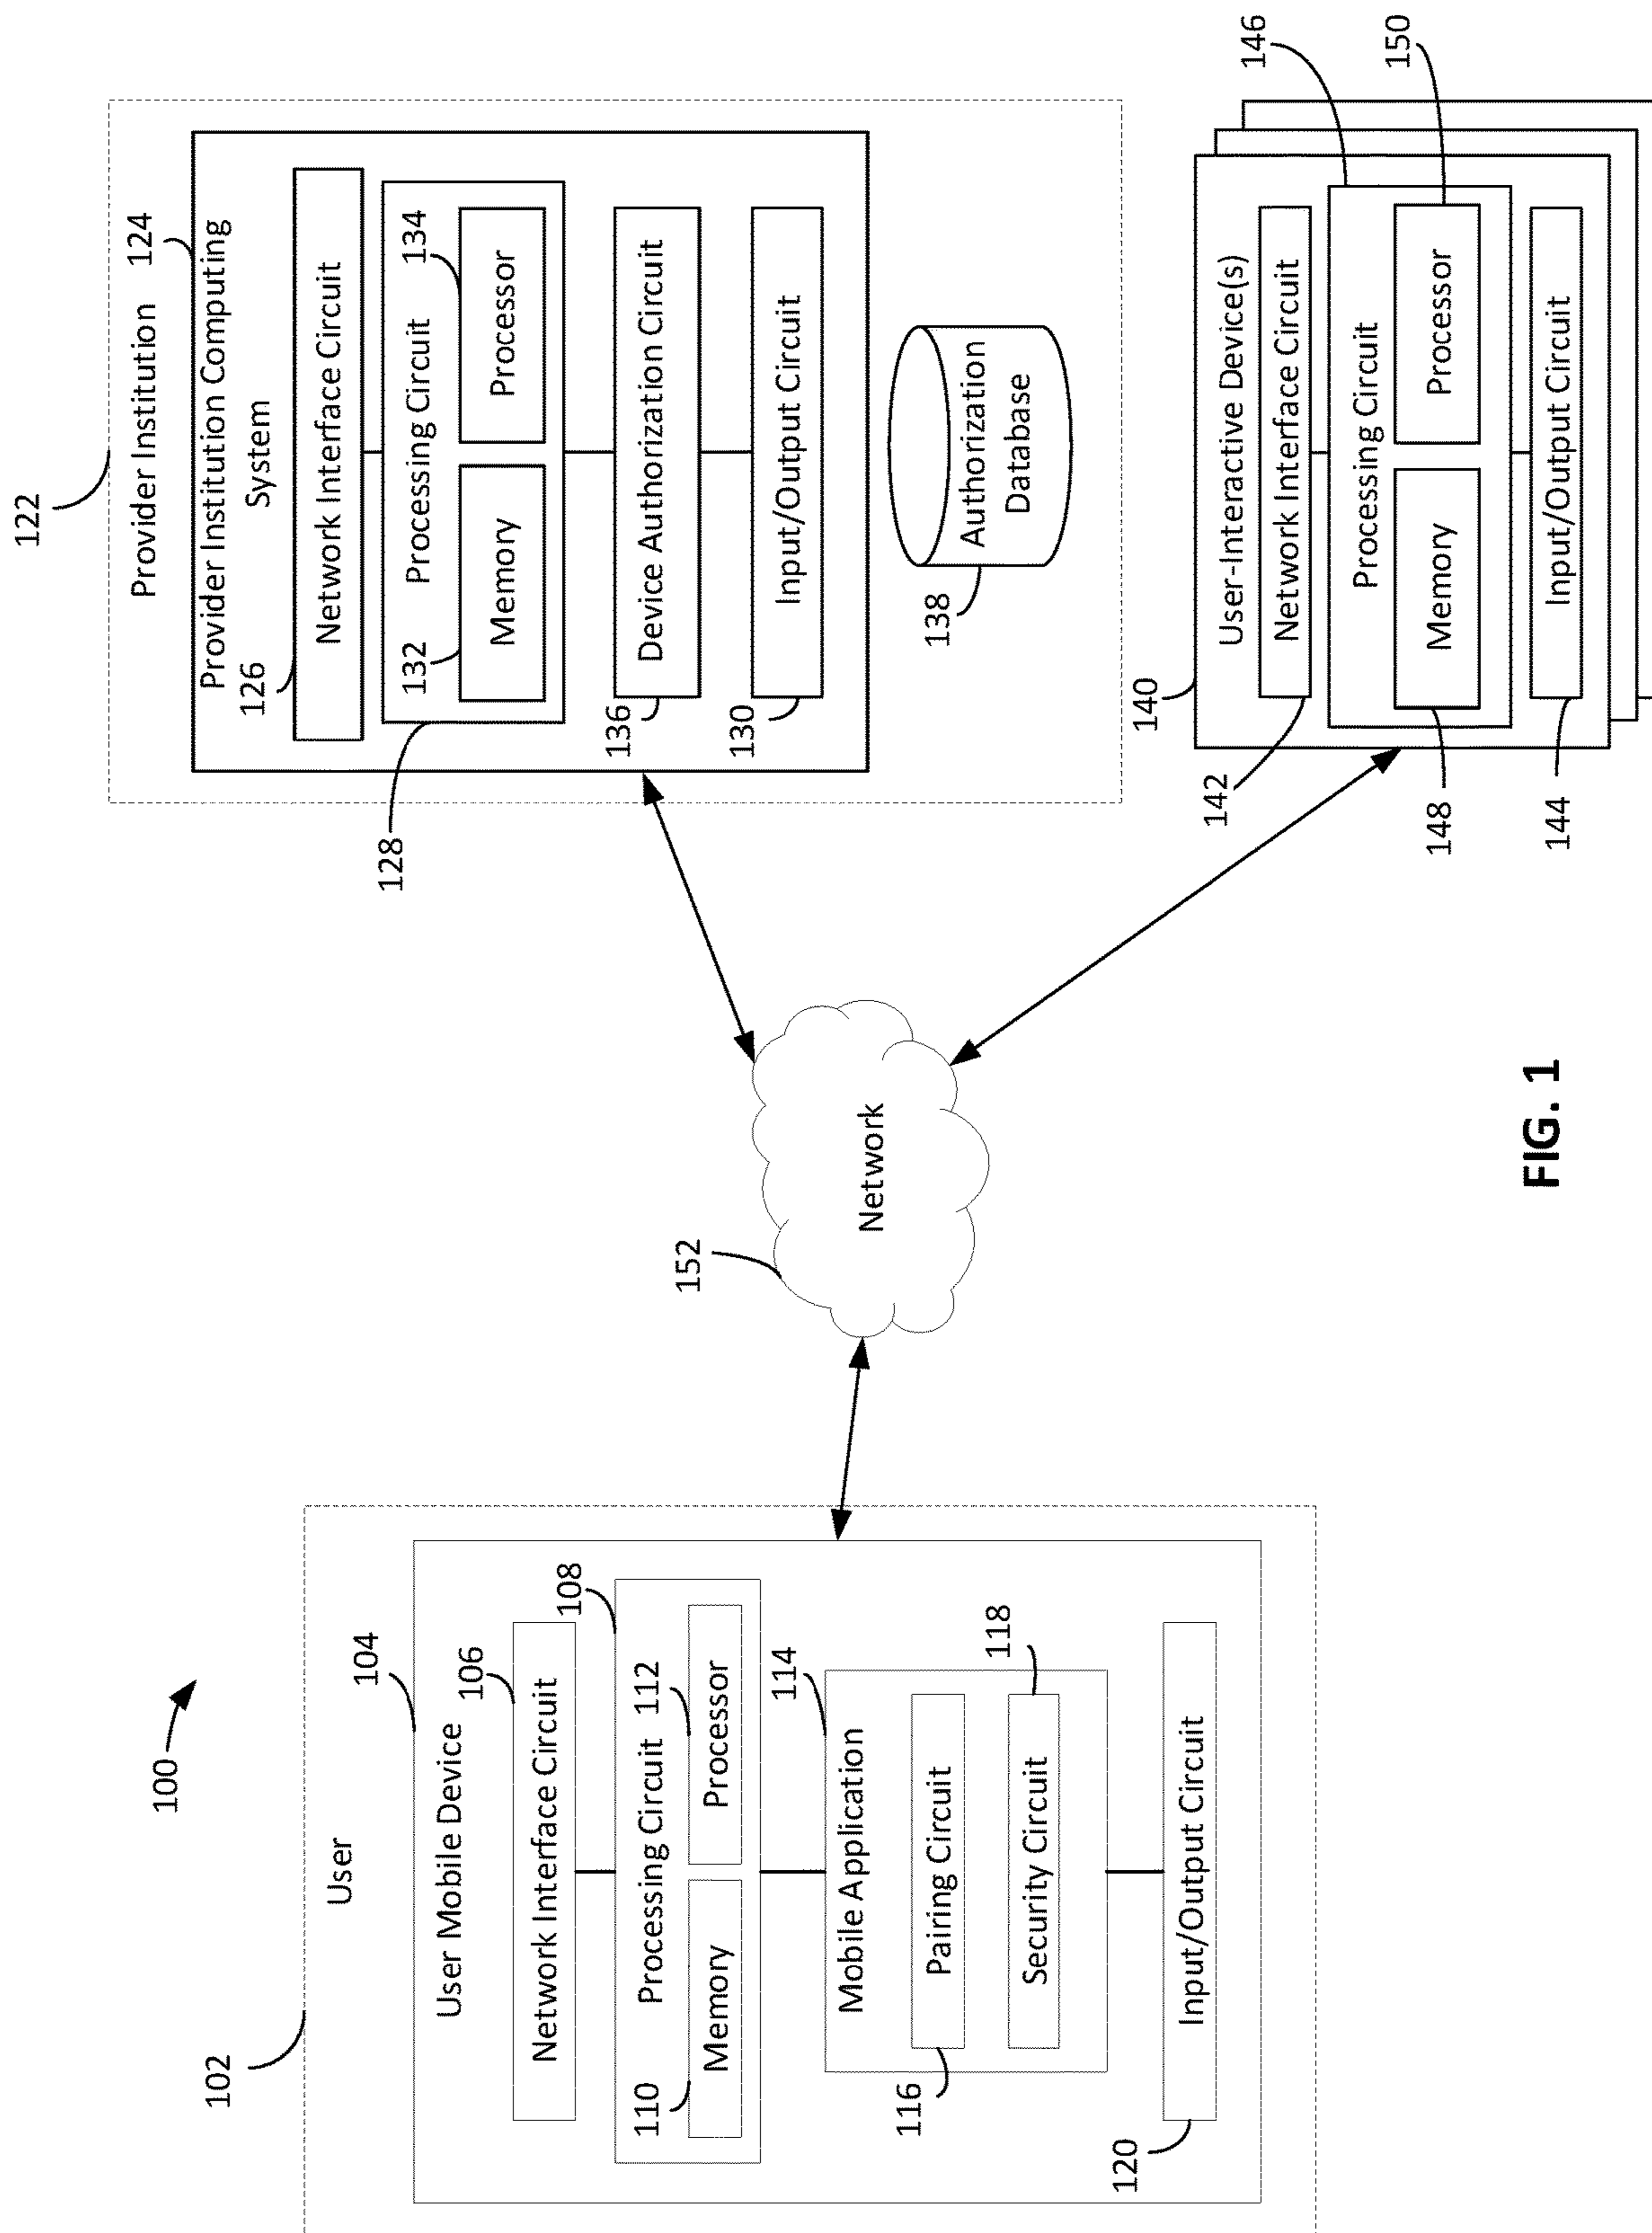 100
102
User
104
User Mobile Device
106
Network Interface Circuit
108
Processing Circuit
110
112
Memory
Processor
114
Mobile Application
Pairing Circuit
116
118
Security Circuit
Input/Output Circuit
120
152
Network
122
Provider Institution
124
Provider Institution Computing
System
126
Network Interface Circuit
Processing Circuit
132
134
Memory
Processor
128
Device Authorization Circuit
136
Input/Output Circuit
130
Authorization
Database
138
140
User-Interactive Device(s)
Network Interface Circuit
142
146
Processing Circuit
Memory
Processor
148
150
Input/Output Circuit
144
FIG. 1